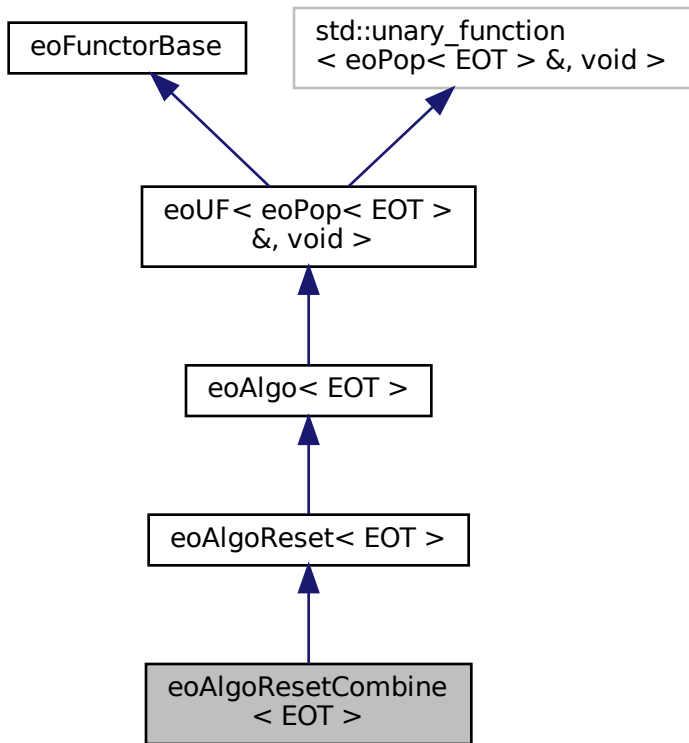 eoFunctorBase
std::unary_function
< eoPop< EOT > &, void >
eoUF< eoPop< EOT >
&, void >
eoAlgo< EOT >
eoAlgoReset< EOT >
eoAlgoResetCombine
< EOT >